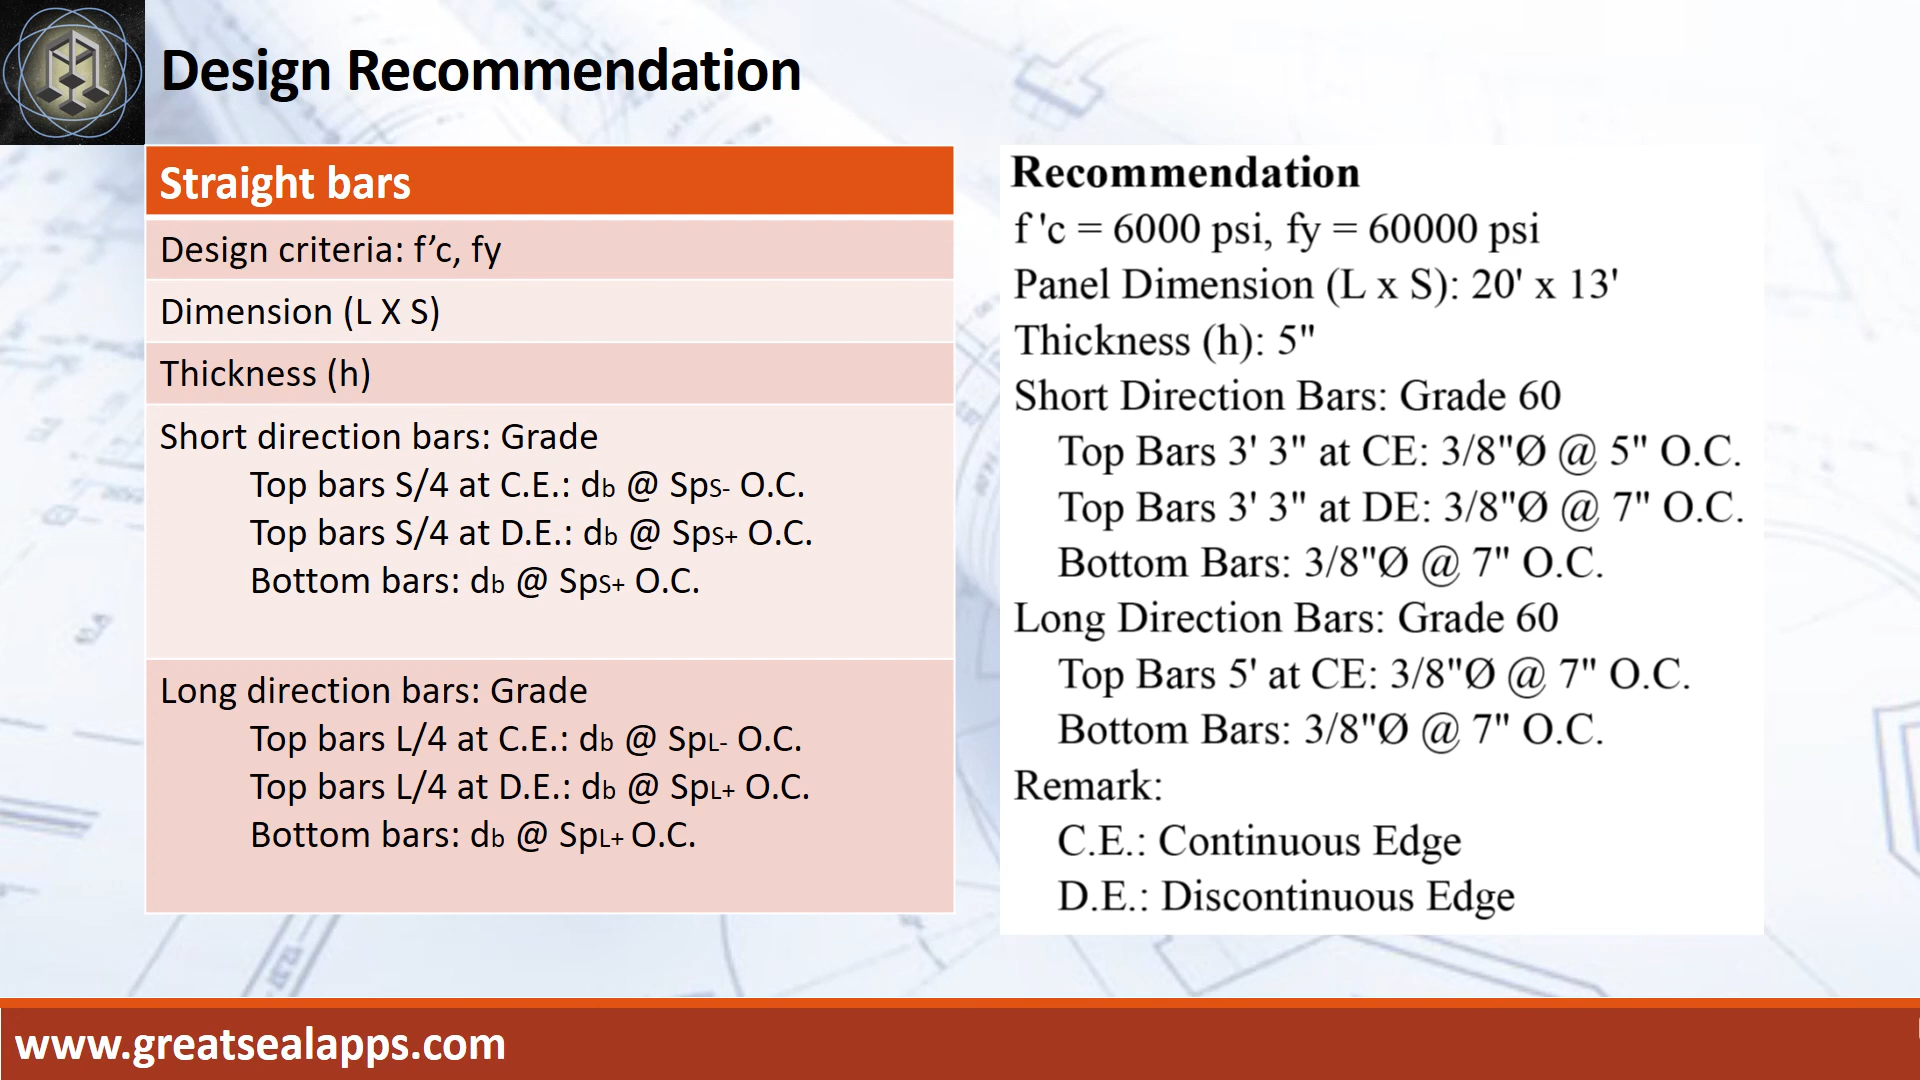 Design Recommendation
Straight bars
Design criteria: f’c, fy
Dimension (L X S)
Thickness (h)
Short direction bars: Grade
Top bars S/4 at C.E.: db @ SpS- O.C.
Top bars S/4 at D.E.: db @ SpS+ O.C.
Bottom bars: db @ SpS+ O.C.
Long direction bars: Grade
Top bars L/4 at C.E.: db @ SpL- O.C.
Top bars L/4 at D.E.: db @ SpL+ O.C.
Bottom bars: db @ SpL+ O.C.
Recommendation
f 'c = 6000 psi, fy = 60000 psi
Panel Dimension (L x S): 20' x 13'
Thickness (h): 5"
Short Direction Bars: Grade 60
Top Bars 3' 3" at CE: 3/8"Ø @ 5" O.C.
Top Bars 3' 3" at DE: 3/8"Ø @ 7" O.C.
Bottom Bars: 3/8"Ø @ 7" O.C.
Long Direction Bars: Grade 60
Top Bars 5' at CE: 3/8"Ø @ 7" O.C.
Bottom Bars: 3/8"Ø @ 7" O.C.
Remark:
C.E.: Continuous Edge
D.E.: Discontinuous Edge
www.greatsealapps.com